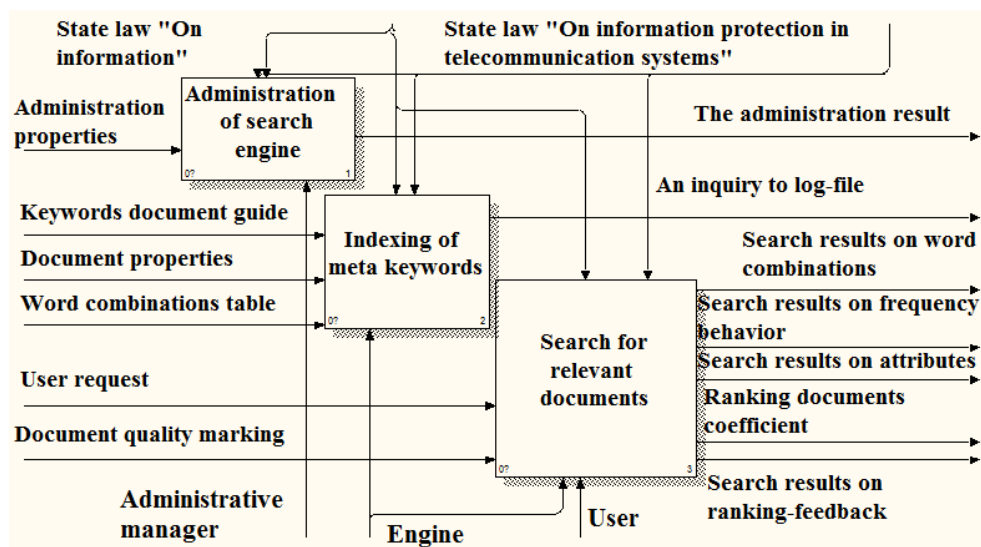 State law "On
information"
State law "On information protection in
telecommunication systems"
Administration
properties
Administration
of search
engine
0?
1
The administration result
An inquiry to log-file
Keywords document guide
Document properties
Word combinations table
Indexing of
meta keywords
0?
2
Search results on word
combinations
Search results on frequency
behavior
Search results on attributes
Ranking documents
coefficient
Search results on
ranking-feedback
User request
Document quality marking
Search for
relevant
documents
0?
3
Administrative
manager
Engine
User